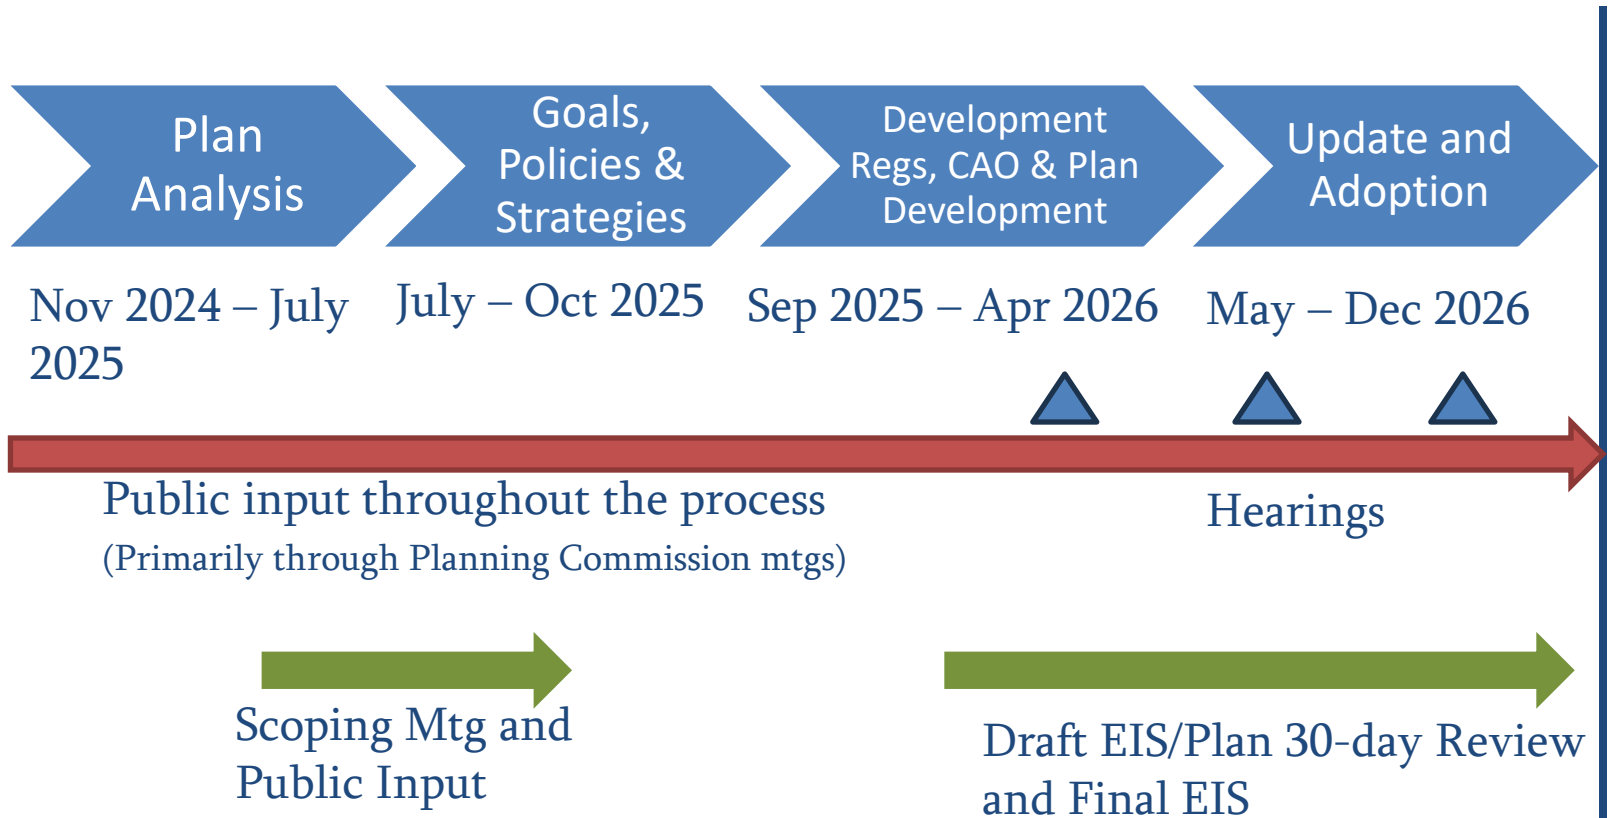 Plan
Analysis
Goals,
Policies &
Strategies
Development
Regs, CAO & Plan
Development
Update and
Adoption
Nov 2024 – July
2025
July – Oct 2025
Sep 2025 – Apr 2026
May – Dec 2026
Public input throughout the process
(Primarily through Planning Commission mtgs)
Hearings
Scoping Mtg and
Public Input
Draft EIS/Plan 30-day Review
and Final EIS